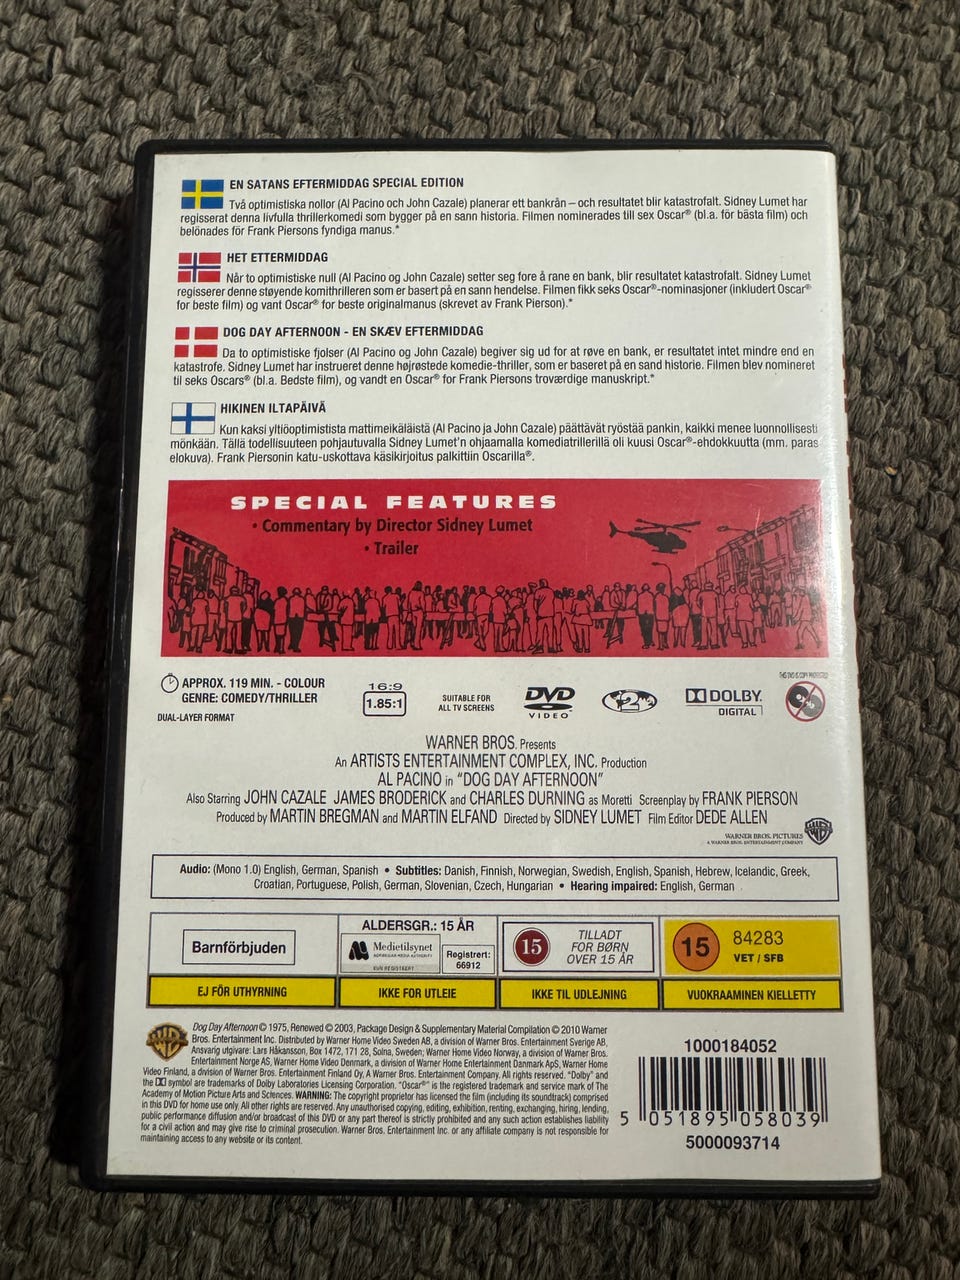 EN SATANS EFTERMIDDAG SPECIAL EDITION
Två optimistiska nollor (Al Pacino och John Cazale) planerar ett bankrån – och resultatet blir katastrofalt. Sidney Lumet har
regisserat denna livfulla thrillerkomedi som bygger på en sann historia. Filmen nominerades till sex Oscar® (bl.a. för bästa film) och
belönades för Frank Piersons fyndiga manus.*
HET ETTERMIDDAG
Når to optimistiske null (Al Pacino og John Cazale) setter seg fore å rane en bank, blir resultatet katastrofalt. Sidney Lumet
regisserer denne støyende komithrilleren som er basert på en sann hendelse. Filmen fikk seks Oscar®-nominasjoner (inkludert Oscar®
for beste film) og vant Oscar® for beste originalmanus (skrevet av Frank Pierson).*
DOG DAY AFTERNOON - EN SKÆV EFTERMIDDAG
Da to optimistiske fjolser (Al Pacino og John Cazale) begiver sig ud for at røve en bank, er resultatet intet mindre end en
katastrofe. Sidney Lumet har instrueret denne højrøstede komedie-thriller, som er baseret på en sand historie. Filmen blev nomineret
til seks Oscars® (bl.a. Bedste film), og vandt en Oscar® for Frank Piersons troværdige manuskript.*
HIKINEN ILTAPÄIVÄ
Kun kaksi yltiöoptimistista mattimeikäläistä (Al Pacino ja John Cazale) päättävät ryöstää pankin, kaikki menee luonnollisesti
mönkään. Tällä todellisuuteen pohjautuvalla Sidney Lumet'n ohjaamalla komediatrillerillä oli kuusi Oscar®-ehdokkuutta (mm. paras
elokuva). Frank Piersonin katu-uskottava käsikirjoitus palkittiin Oscarilla®.
SPECIAL FEATURES
• Commentary by Director Sidney Lumet
• Trailer
APPROX. 119 MIN. - COLOUR
GENRE: COMEDY/THRILLER
DUAL-LAYER FORMAT
16:9
1.85:1
SUITABLE FOR
ALL TV SCREENS
DVD
VIDEO™
2
DOLBY
DIGITAL
THIS DVD IS COPY PROTECTED
WARNER BROS. Presents
An ARTISTS ENTERTAINMENT COMPLEX, INC. Production
AL PACINO in "DOG DAY AFTERNOON"
Also Starring JOHN CAZALE JAMES BRODERICK and CHARLES DURNING as Moretti Screenplay by FRANK PIERSON
Produced by MARTIN BREGMAN and MARTIN ELFAND Directed by SIDNEY LUMET Film Editor DEDE ALLEN
WARNER BROS. PICTURES
A WARNER BROS. ENTERTAINMENT COMPANY
Audio: (Mono 1.0) English, German, Spanish • Subtitles: Danish, Finnish, Norwegian, Swedish, English, Spanish, Hebrew, Icelandic, Greek,
Croatian, Portuguese, Polish, German, Slovenian, Czech, Hungarian • Hearing impaired: English, German
Barnförbjuden
EJ FÖR UTHYRNING
ALDERSGR.: 15 ÅR
Medietilsynet
NORWEGIAN MEDIA AUTHORITY
KUN REGISTRERT
Registrert:
66912
IKKE FOR UTLEIE
15
TILLADT
FOR BØRN
OVER 15 ÅR
IKKE TIL UDLEJNING
15
84283
VET / SFB
VUOKRAAMINEN KIELLETTY
Dog Day Afternoon © 1975, Renewed © 2003, Package Design & Supplementary Material Compilation © 2010 Warner
Bros. Entertainment Inc. Distributed by Warner Home Video Sweden AB, a division of Warner Bros. Entertainment Sverige AB,
Ansvarig utgivare: Lars Håkansson, Box 1472, 171 28, Solna, Sweden; Warner Home Video Norway, a division of Warner Bros.
Entertainment Norge AS, Warner Home Video Denmark, a division of Warner Bros. Entertainment Danmark ApS, Warner Home
Video Finland, a division of Warner Bros. Entertainment Finland Oy, A Warner Bros. Entertainment Company. All rights reserved. "Dolby" and
the DD symbol are trademarks of Dolby Laboratories Licensing Corporation. "Oscar®" is the registered trademark and service mark of The
Academy of Motion Picture Arts and Sciences. WARNING: The copyright proprietor has licensed the film (including its soundtrack) comprised
in this DVD for home use only. All other rights are reserved. Any unauthorised copying, editing, exhibition, renting, exchanging, hiring, lending,
public performance diffusion and/or broadcast of this DVD or any part thereof is strictly prohibited and any such action establishes liability
for a civil action and may give rise to criminal prosecution. Warner Bros. Entertainment Inc. or any affiliate company is not responsible for
maintaining access to any website or its content.
1000184052
5 051895 058039
5000093714